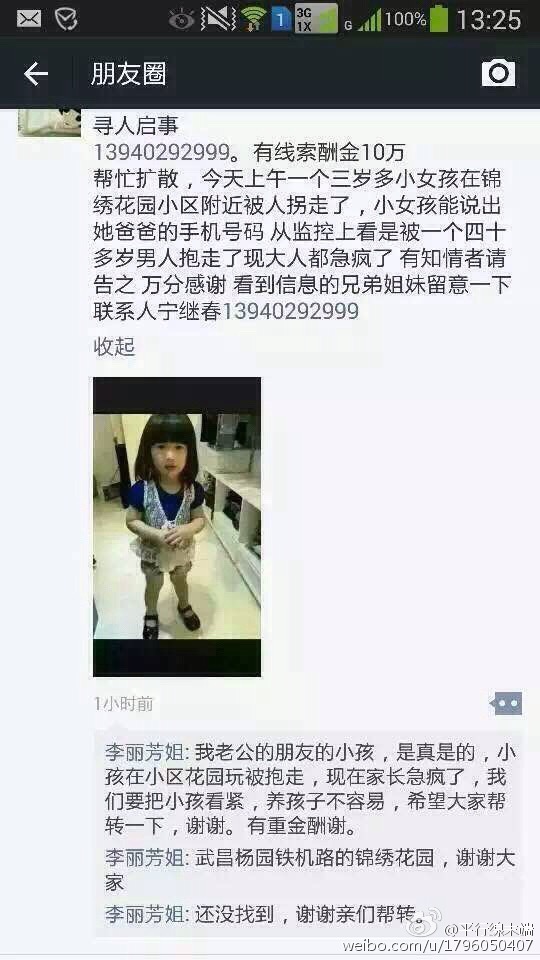 1
3G
1X
G
100%
13:25
朋友圈
寻人启事
13940292999。有线索酬金10万
帮忙扩散，今天上午一个三岁多小女孩在锦
绣花园小区附近被人拐走了，小女孩能说出
她爸爸的手机号码 从监控上看是被一个四十
多岁男人抱走了现大人都急疯了 有知情者请
告之 万分感谢 看到信息的兄弟姐妹留意一下
联系人宁继春13940292999
收起
1小时前
李丽芳姐: 我老公的朋友的小孩，是真是的，小
孩在小区花园玩被抱走，现在家长急疯了，我
们要把小孩看紧，养孩子不容易，希望大家帮
转一下，谢谢。有重金酬谢。
李丽芳姐: 武昌杨园铁机路的锦绣花园，谢谢大
家
李丽芳姐: 还没找到，谢谢亲们帮转。
@平行线末端
weibo.com/u/1796050407